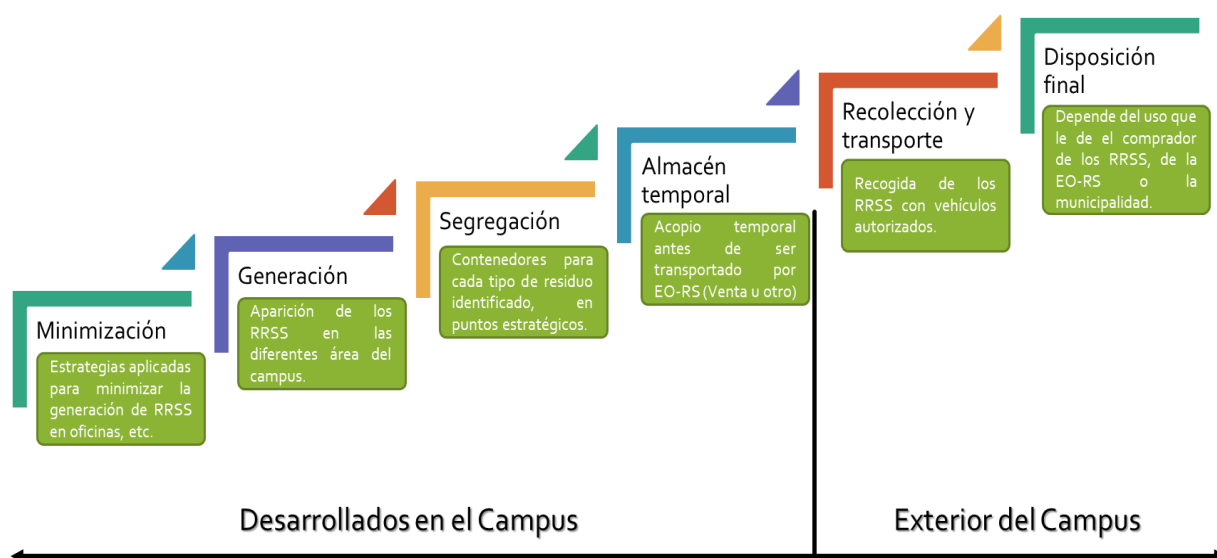 Minimización
Estrategias aplicadas
para minimizar la
generación de RRSS
en oficinas, etc.
Generación
Aparición de los
RRSS en las
diferentes área del
campus.
Segregación
Contenedores para
cada tipo de residuo
identificado, en
puntos estratégicos.
Almacén
temporal
Acopio temporal
antes de ser
transportado por
EO-RS (Venta u otro)
Recolección y
transporte
Recogida de los
RRSS con vehículos
autorizados.
Disposición
final
Depende del uso que
le de el comprador
de los RRSS, de la
EO-RS o la
municipalidad.
Desarrollados en el Campus
Exterior del Campus